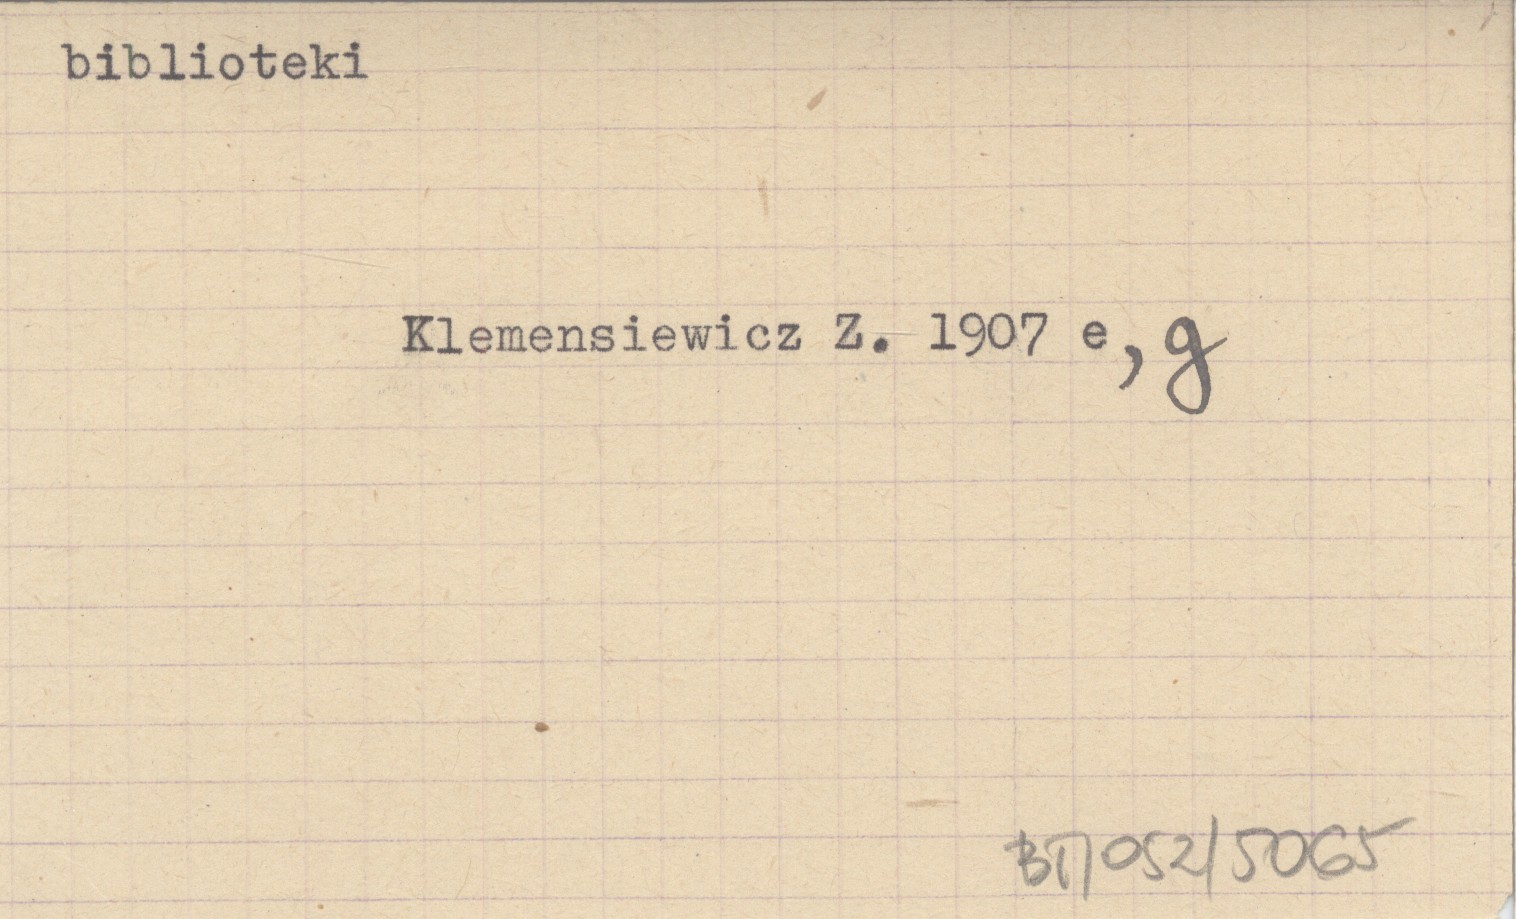 biblioteki
Klemensiewicz Z. 1907 e, g
BT/052/5065